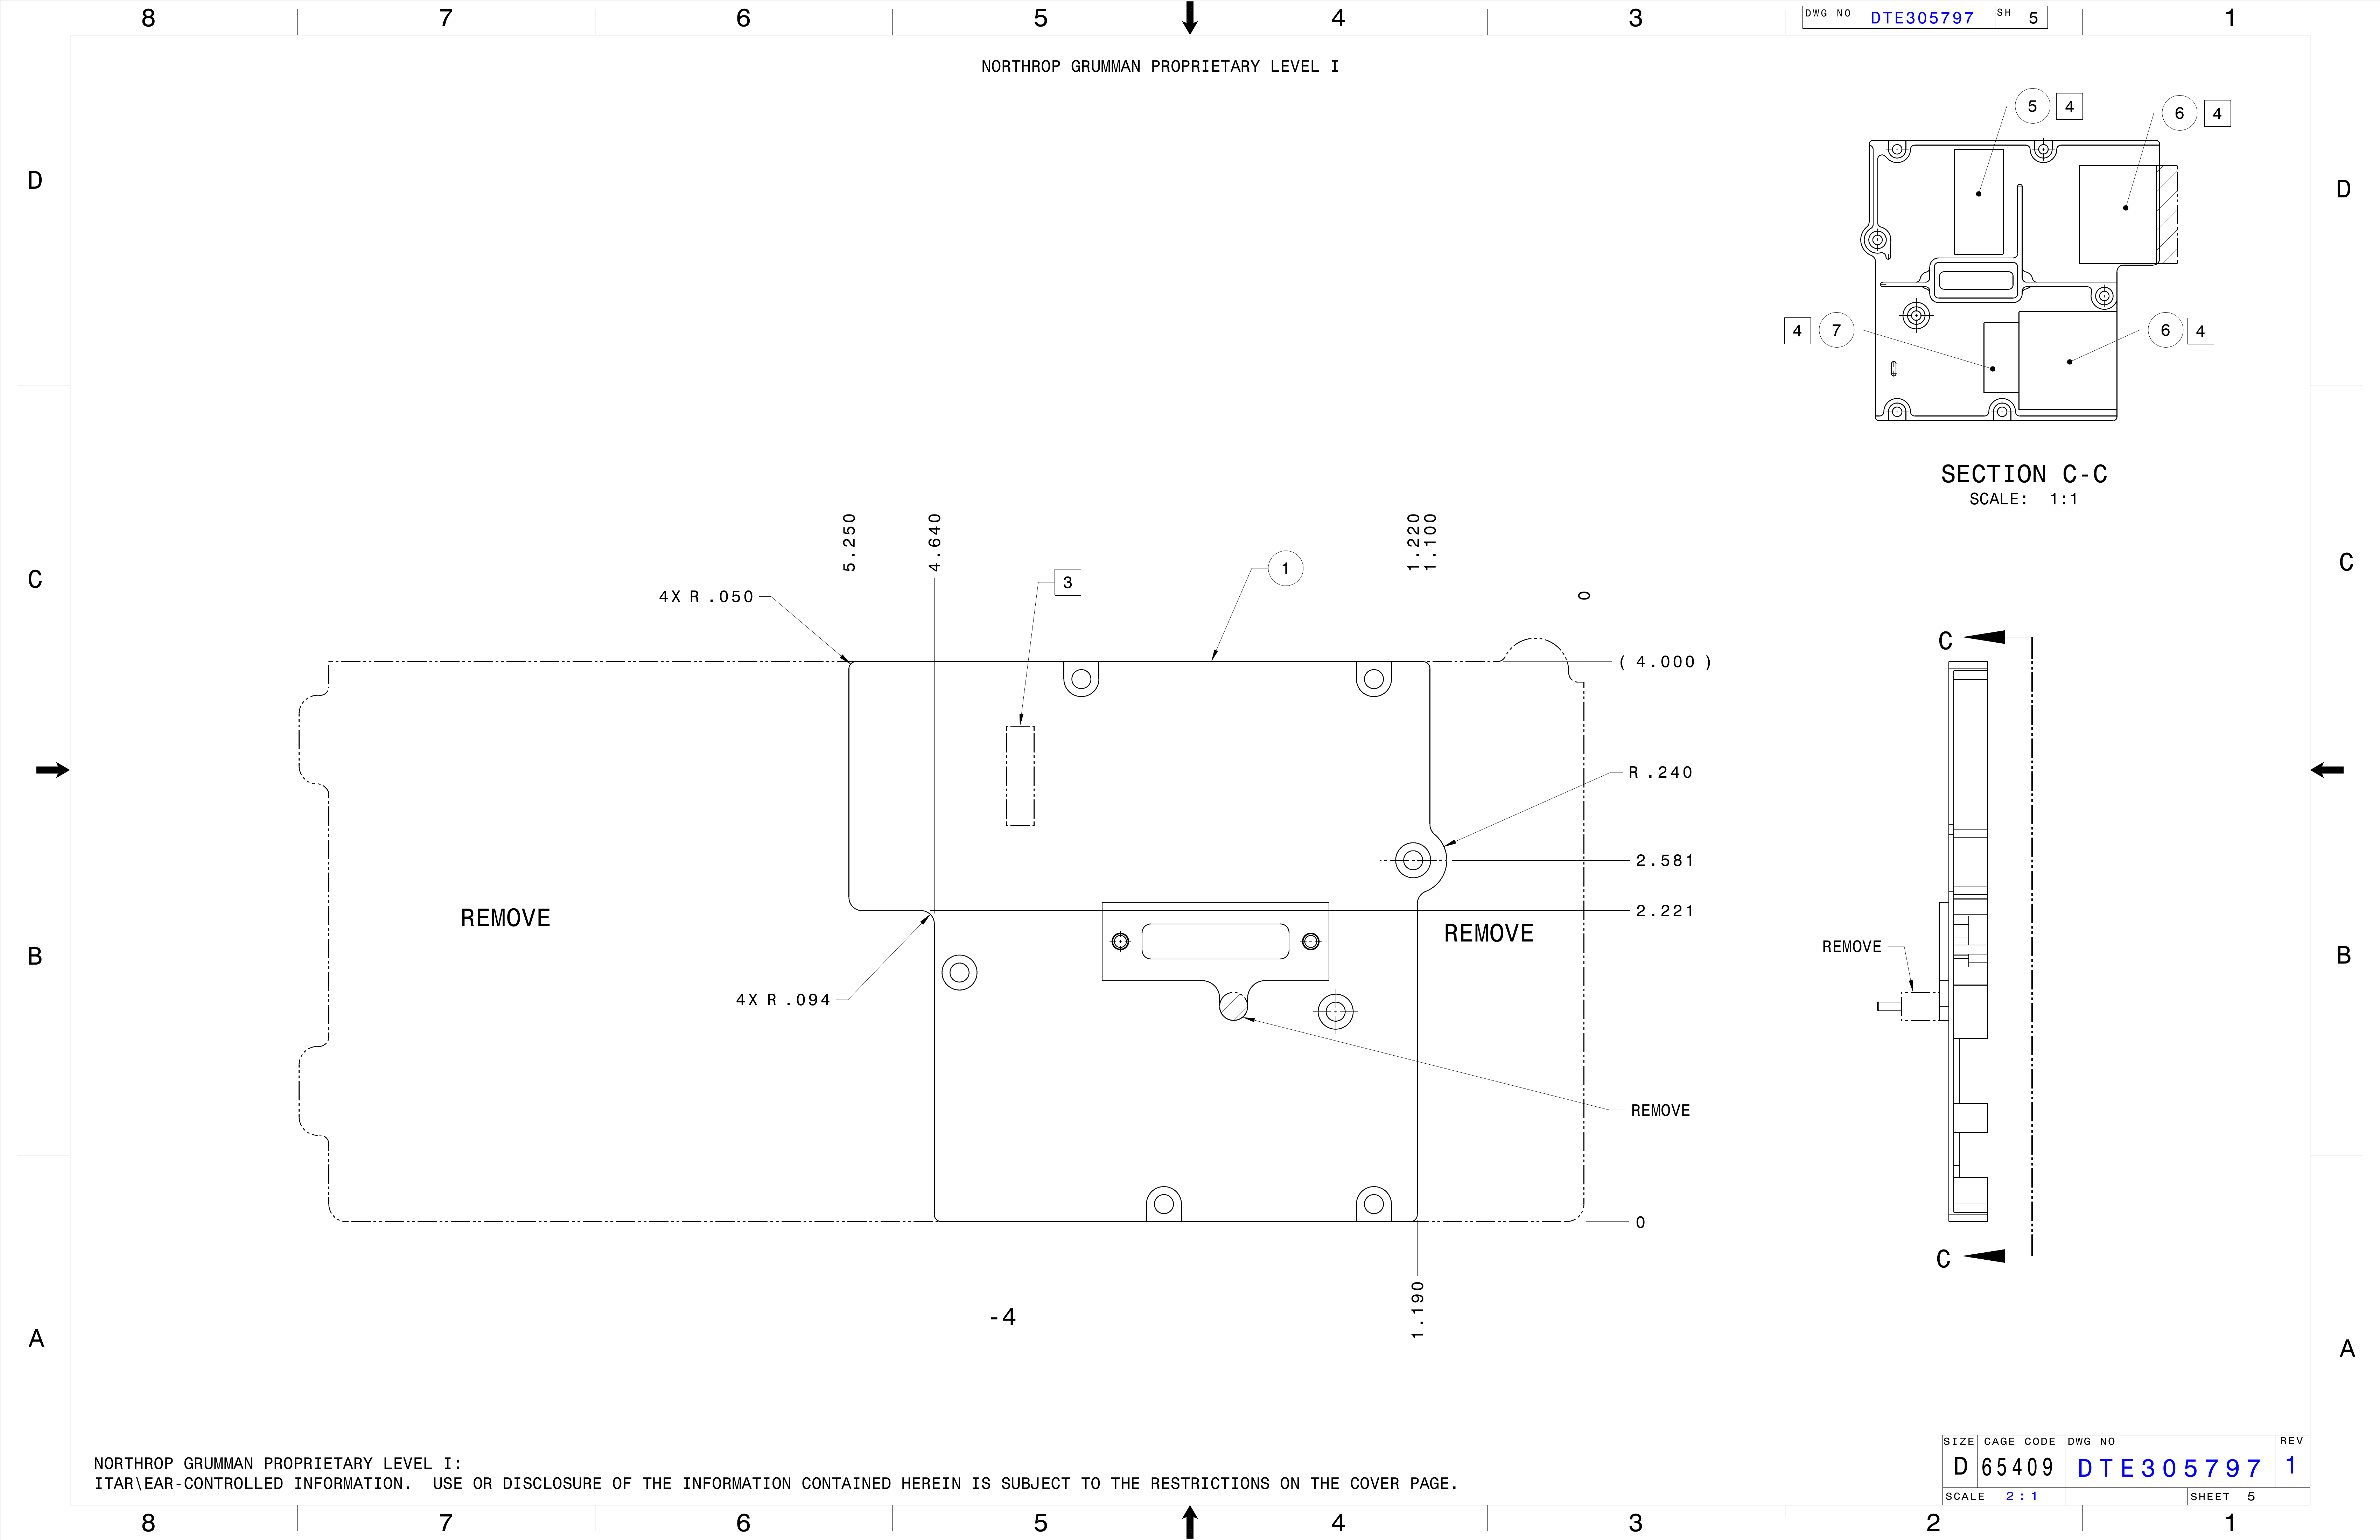 8 7 6 5 4 3 1
DWG NO DTE305797 SH 5
NORTHROP GRUMMAN PROPRIETARY LEVEL I
5 4
6 4
D
D
4 7
6 4
SECTION C-C
SCALE: 1:1
5.250
4.640
1.220
1.100
0
C
C
3
1
4X R .050
( 4.000 )
C
R .240
2.581
2.221
REMOVE
REMOVE
REMOVE
B
B
4X R .094
REMOVE
0
C
1.190
-4
A
A
NORTHROP GRUMMAN PROPRIETARY LEVEL I:
ITAR\EAR-CONTROLLED INFORMATION. USE OR DISCLOSURE OF THE INFORMATION CONTAINED HEREIN IS SUBJECT TO THE RESTRICTIONS ON THE COVER PAGE.
SIZE CAGE CODE DWG NO REV
D 65409 DTE305797 1
SCALE 2:1 SHEET 5
8 7 6 5 4 3 2 1